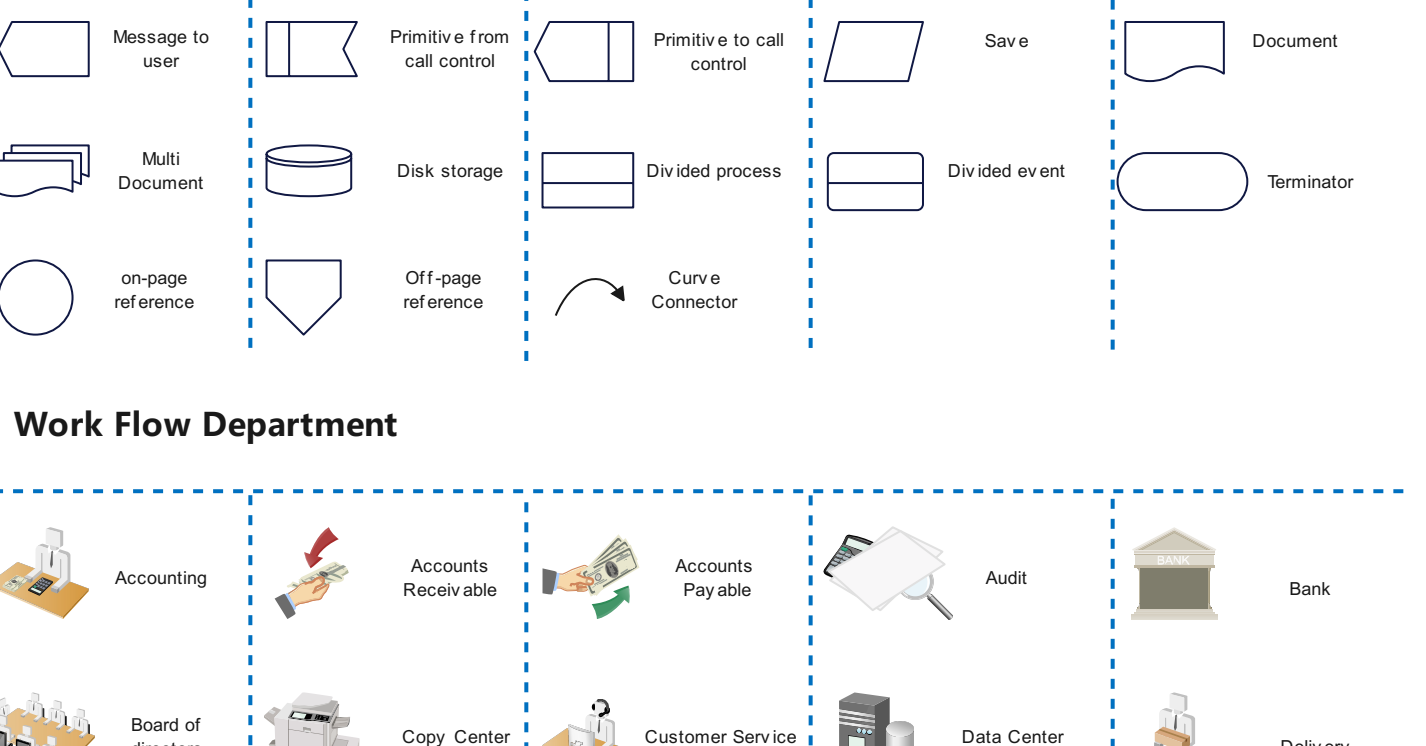 Message to
user
Primitive from
call control
Primitive to call
control
Save
Document
Multi
Document
Disk storage
Divided process
Divided event
Terminator
on-page
reference
Off-page
reference
Curve
Connector
Work Flow Department
Accounting
Accounts
Receivable
Accounts
Payable
Audit
BANK
Bank
Board of
directors
Copy Center
Customer Service
Data Center
Delivery